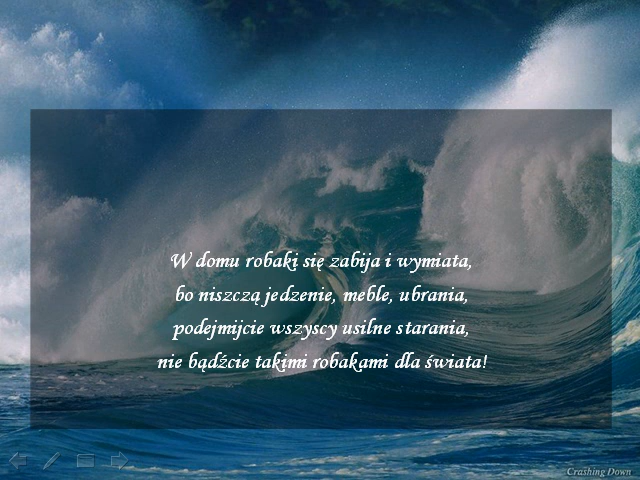 W domu robaki się zabija i wymiata,
bo niszczą jedzenie, meble, ubrania,
podejmijcie wszyscy usilne starania,
nie bądźcie takimi robakami dla świata!
Crashing Down